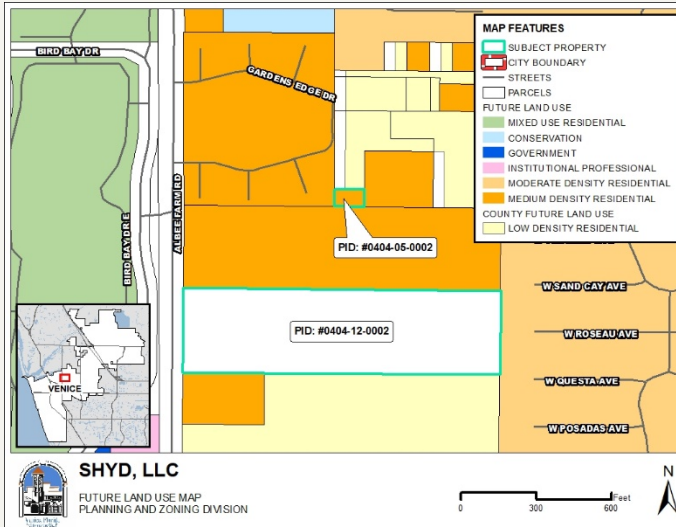 BIRD BAY DR
GARDENS EDGE DR
ALBEE FARM RD
BIRD BAY DR E
PID: #0404-05-0002
PID: #0404-12-0002
W SAND CAY AVE
W ROSEAU AVE
W QUESTA AVE
W POSADAS AVE
MAP FEATURES
SUBJECT PROPERTY
CITY BOUNDARY
STREETS
PARCELS
FUTURE LAND USE
MIXED USE RESIDENTIAL
CONSERVATION
GOVERNMENT
INSTITUTIONAL PROFESSIONAL
MODERATE DENSITY RESIDENTIAL
MEDIUM DENSITY RESIDENTIAL
COUNTY FUTURE LAND USE
LOW DENSITY RESIDENTIAL
VENICE
SHYD, LLC
FUTURE LAND USE MAP
PLANNING AND ZONING DIVISION
0 300 600 Feet
N